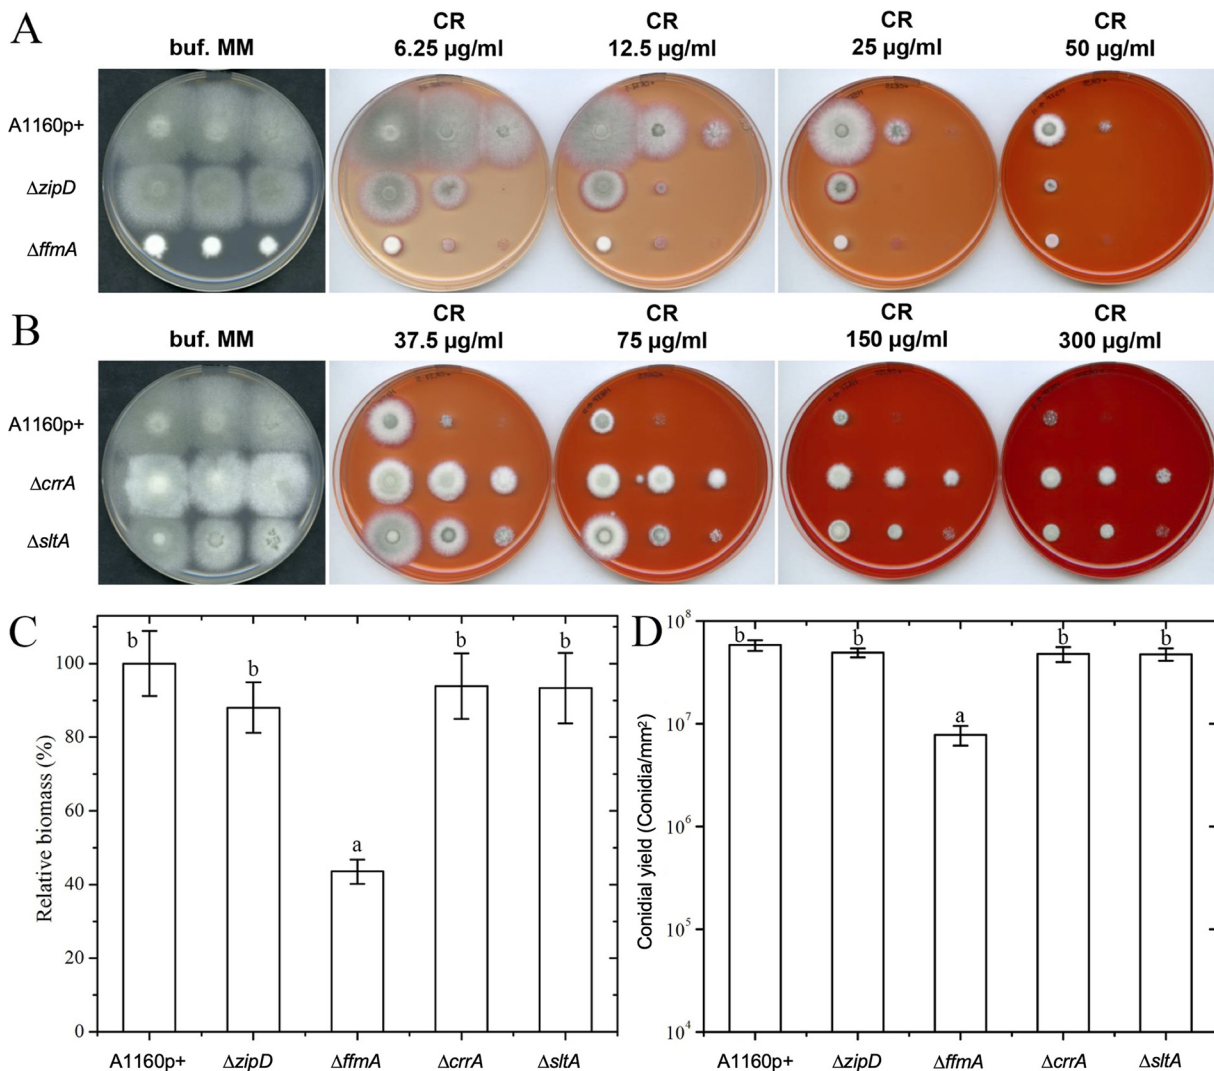 A
buf. MM
CR
6.25 µg/ml
CR
12.5 µg/ml
CR
25 µg/ml
CR
50 µg/ml
A1160p+
ΔzipD
ΔffmA
B
buf. MM
CR
37.5 µg/ml
CR
75 µg/ml
CR
150 µg/ml
CR
300 µg/ml
A1160p+
ΔcrrA
ΔsltA
C
Relative biomass (%)
100
80
60
40
20
0
b
b
a
b
b
A1160p+
ΔzipD
ΔffmA
ΔcrrA
ΔsltA
D
Conidial yield (Conidia/mm²)
10⁸
10⁷
10⁶
10⁵
10⁴
b
b
a
b
b
A1160p+
ΔzipD
ΔffmA
ΔcrrA
ΔsltA